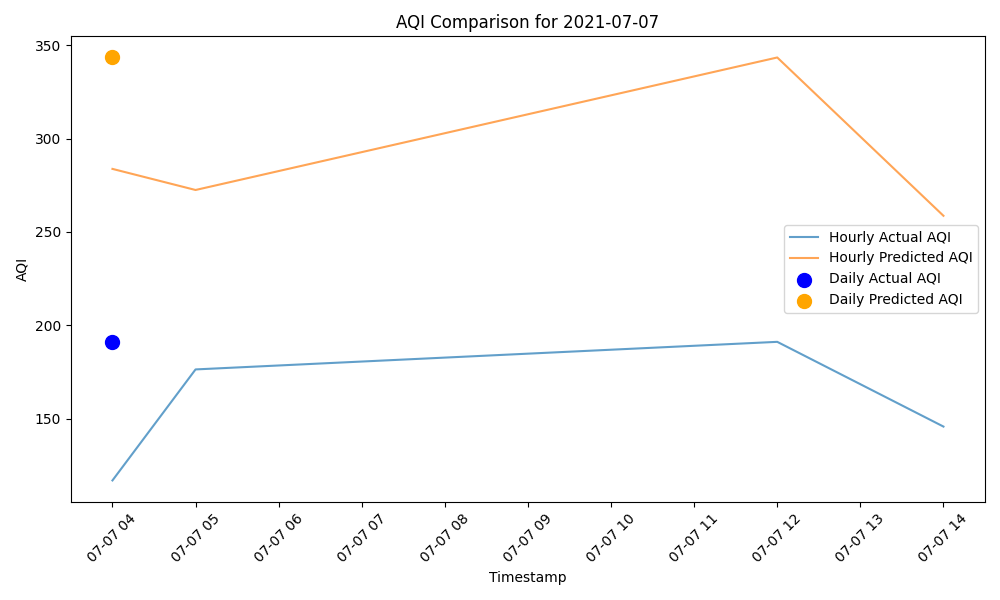 AQI Comparison for 2021-07-07
350
300
250
200
150
AQI
Hourly Actual AQI
Hourly Predicted AQI
Daily Actual AQI
Daily Predicted AQI
07-07 04
07-07 05
07-07 06
07-07 07
07-07 08
07-07 09
07-07 10
07-07 11
07-07 12
07-07 13
07-07 14
Timestamp